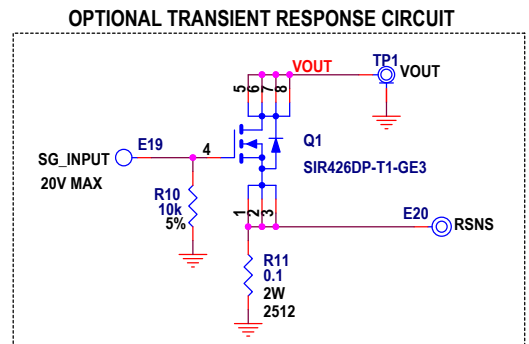 OPTIONAL TRANSIENT RESPONSE CIRCUIT
TP1
VOUT
VOUT
5
6
7
8
E19
4
Q1
SG_INPUT
SIR426DP-T1-GE3
20V MAX
R10
10k
5%
1
2
3
E20
RSNS
R11
0.1
2W
2512